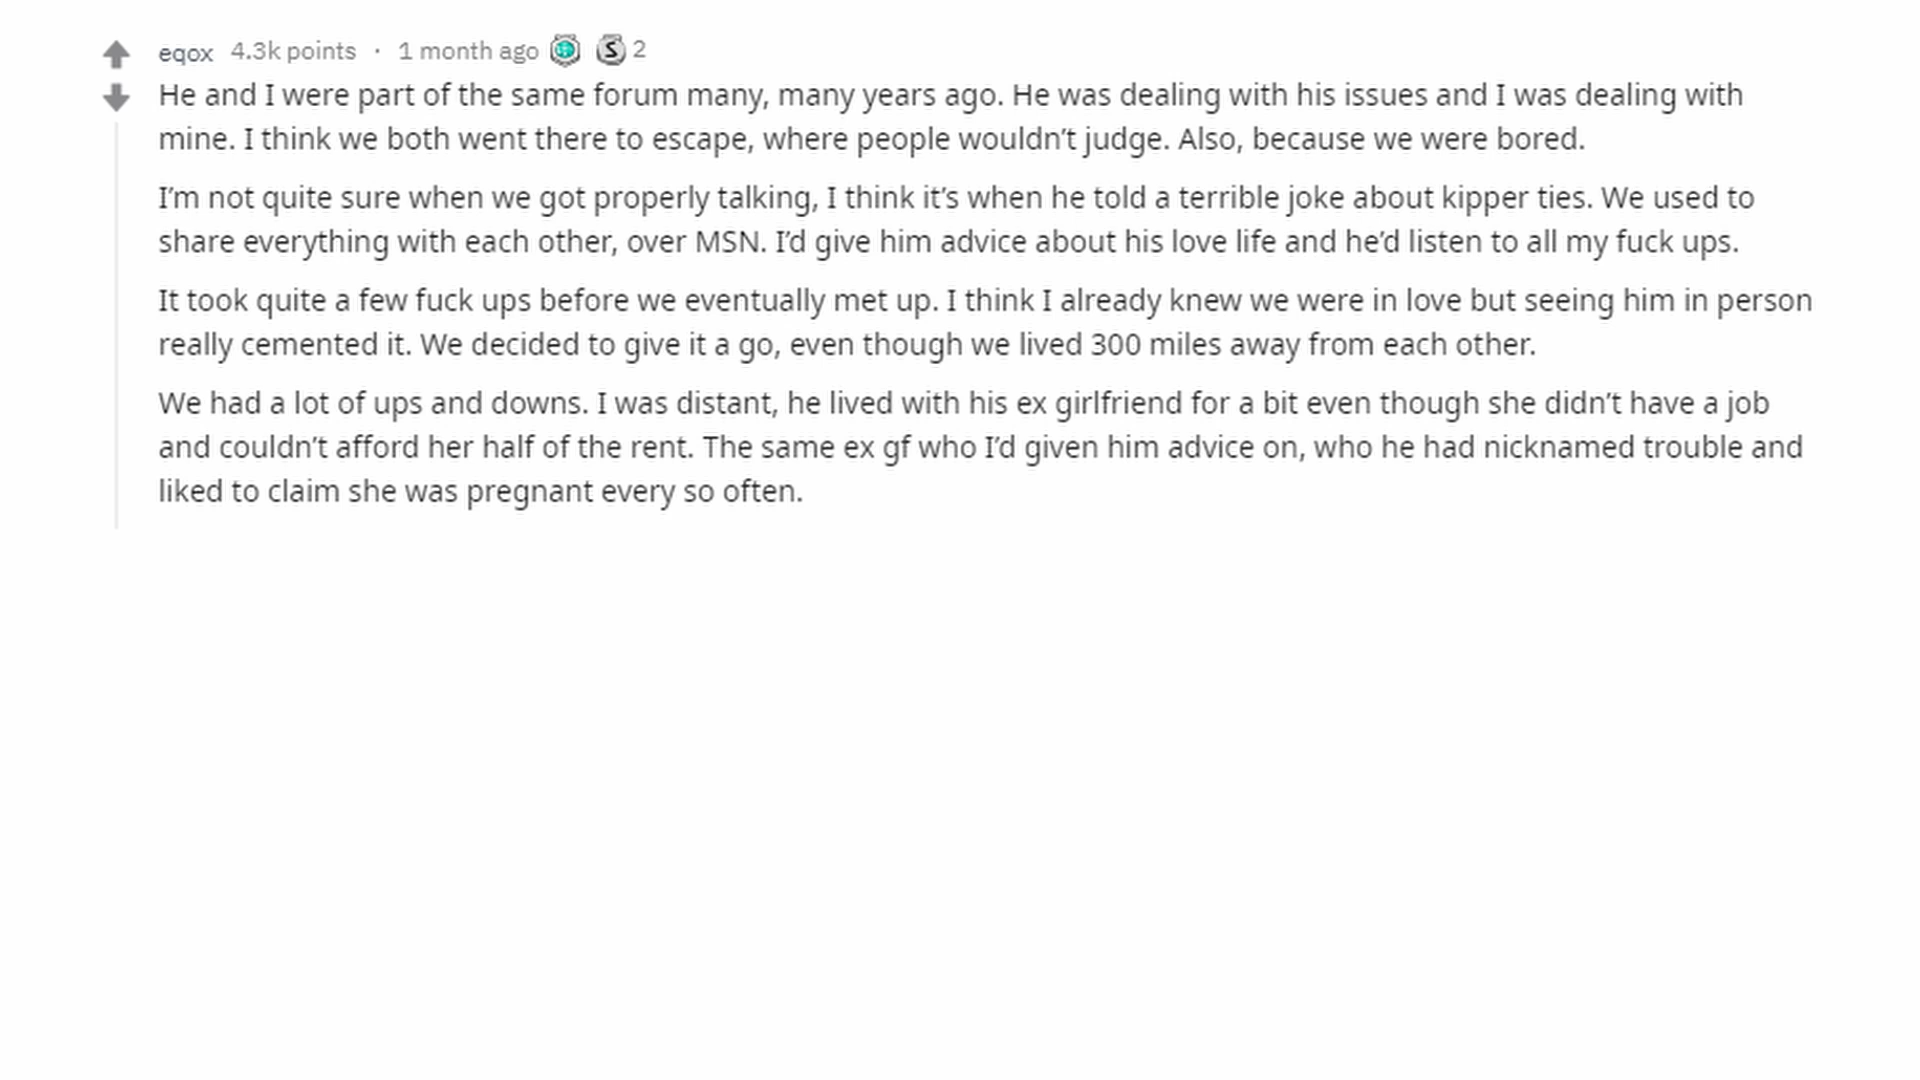 eqox 4.3k points · 1 month ago S 2
He and I were part of the same forum many, many years ago. He was dealing with his issues and I was dealing with
mine. I think we both went there to escape, where people wouldn’t judge. Also, because we were bored.
I’m not quite sure when we got properly talking, I think it’s when he told a terrible joke about kipper ties. We used to
share everything with each other, over MSN. I’d give him advice about his love life and he’d listen to all my fuck ups.
It took quite a few fuck ups before we eventually met up. I think I already knew we were in love but seeing him in person
really cemented it. We decided to give it a go, even though we lived 300 miles away from each other.
We had a lot of ups and downs. I was distant, he lived with his ex girlfriend for a bit even though she didn’t have a job
and couldn’t afford her half of the rent. The same ex gf who I’d given him advice on, who he had nicknamed trouble and
liked to claim she was pregnant every so often.